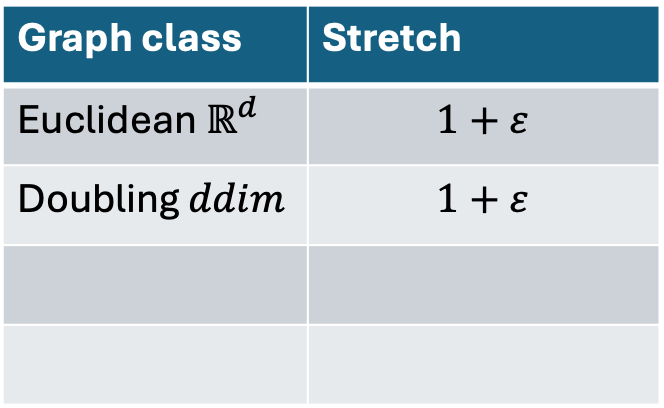 Graph class Stretch
Euclidean ℝ^d 1 + ε
Doubling ddim 1 + ε